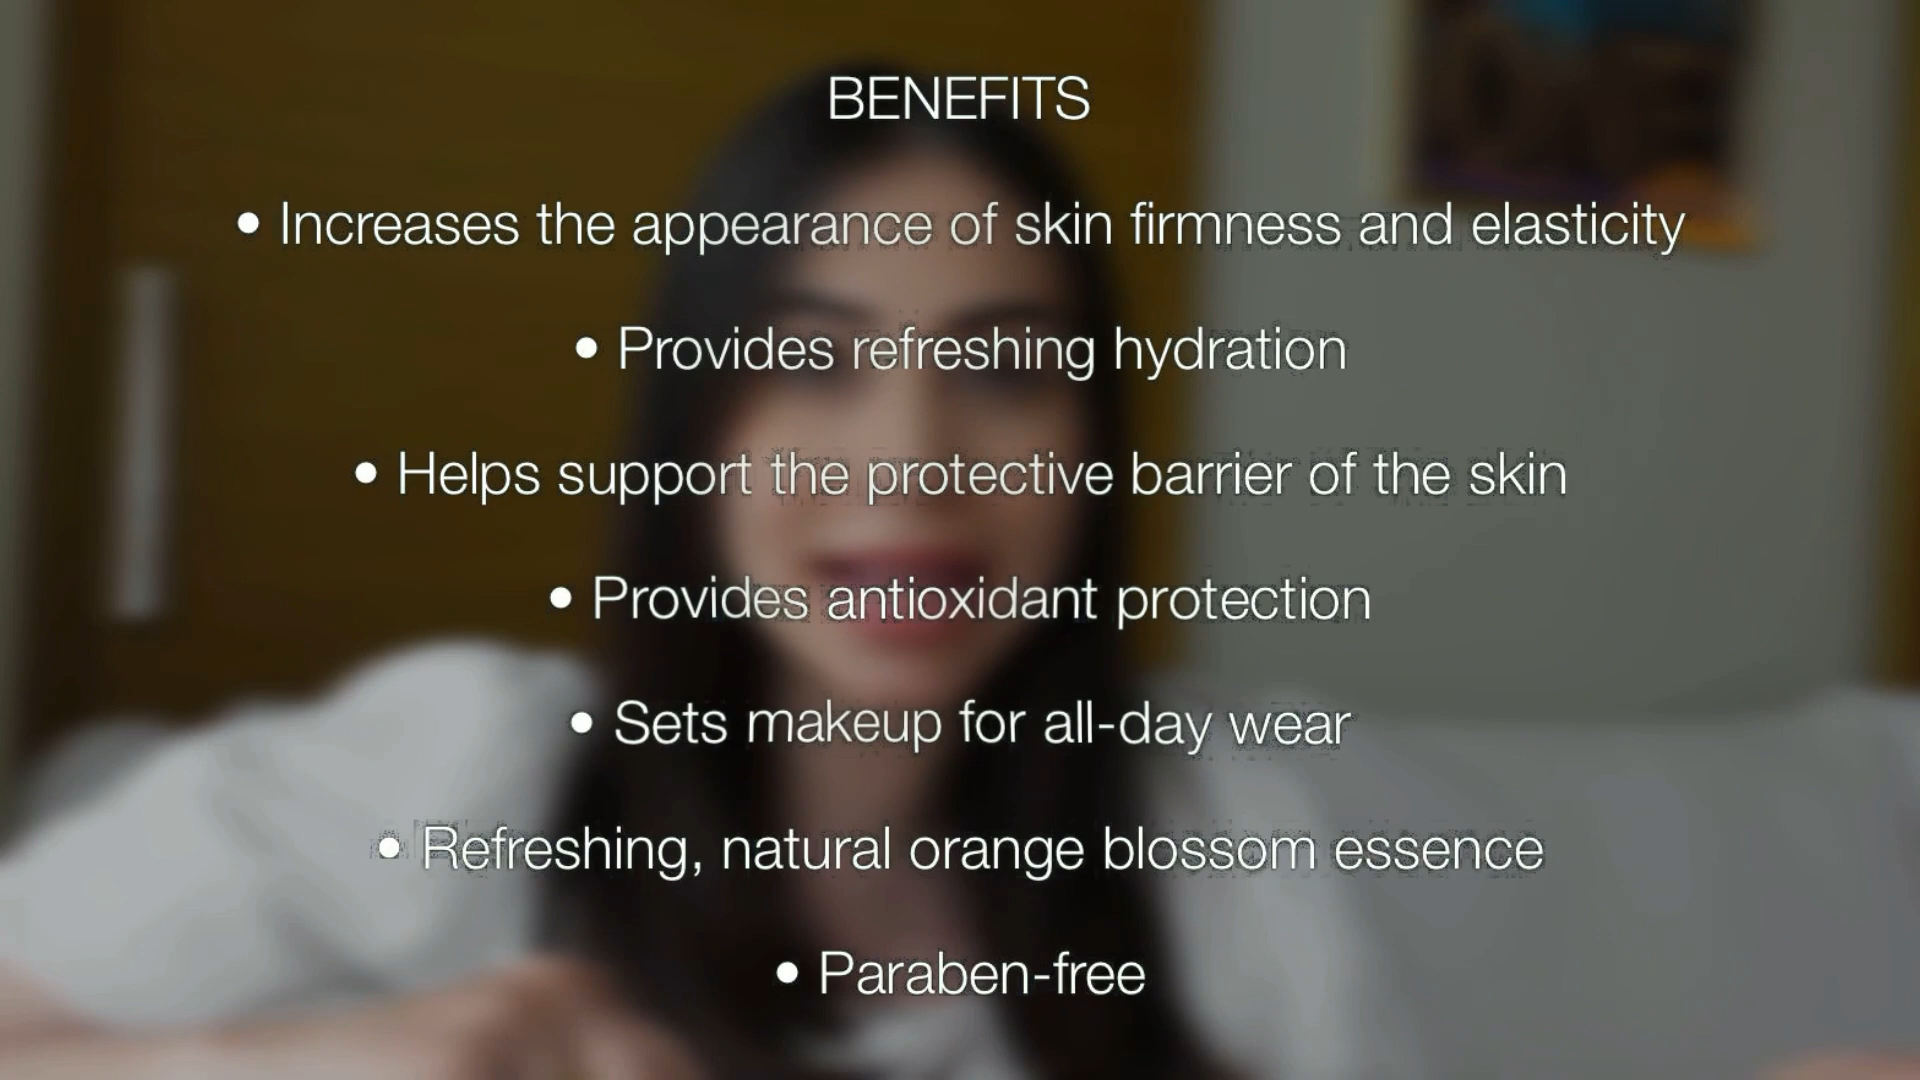 BENEFITS
• Increases the appearance of skin firmness and elasticity
• Provides refreshing hydration
• Helps support the protective barrier of the skin
• Provides antioxidant protection
• Sets makeup for all-day wear
• Refreshing, natural orange blossom essence
• Paraben-free